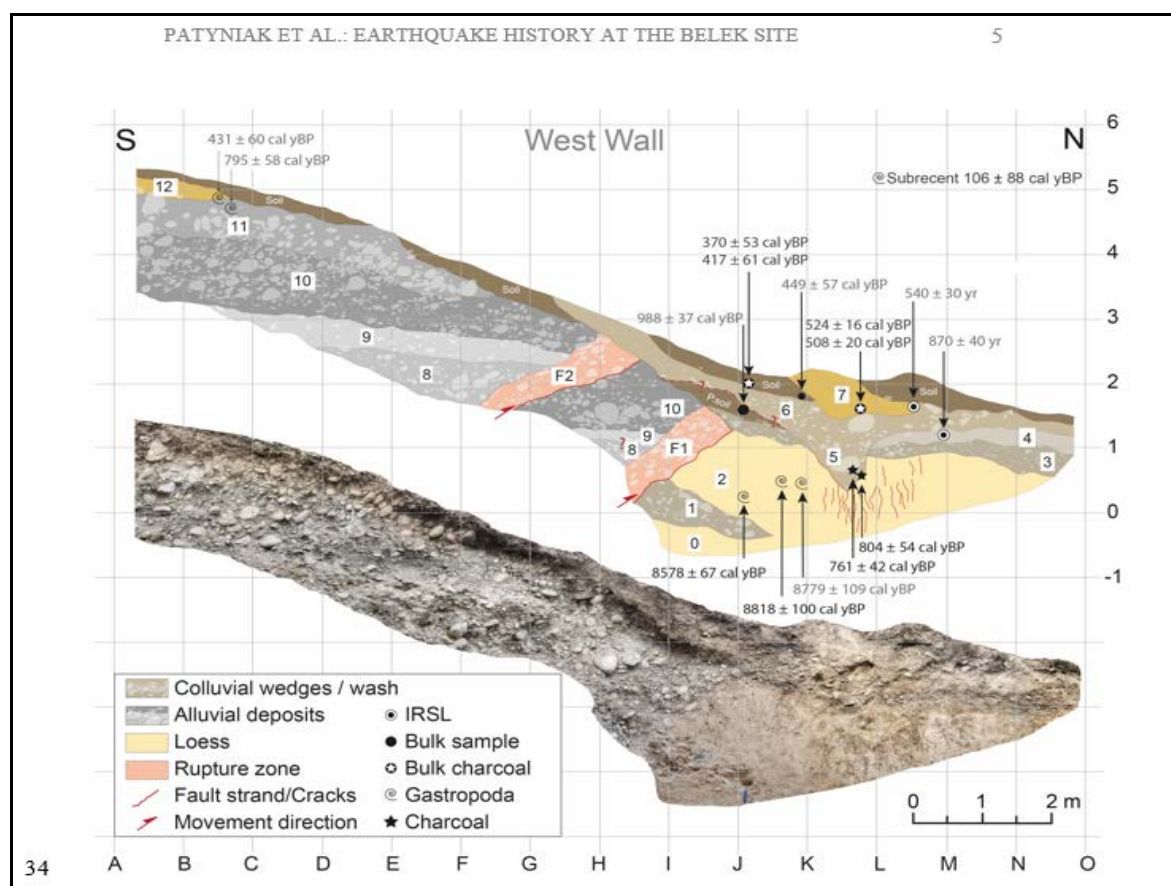 PATYNIAK ET AL.: EARTHQUAKE HISTORY AT THE BELEK SITE 5
S West Wall N
6
5
4
3
2
1
0
-1
431 ± 60 cal yBP
795 ± 58 cal yBP
Subrecent 106 ± 88 cal yBP
12
Soil
11
10
Soil
9
8
F2
370 ± 53 cal yBP
417 ± 61 cal yBP
449 ± 57 cal yBP
540 ± 30 yr
988 ± 37 cal yBP
524 ± 16 cal yBP
508 ± 20 cal yBP
870 ± 40 yr
Soil
7
Soil
Psoil
6
10
9
8
F1
5
4
3
2
1
0
804 ± 54 cal yBP
8578 ± 67 cal yBP
761 ± 42 cal yBP
8779 ± 109 cal yBP
8818 ± 100 cal yBP
Colluvial wedges / wash
Alluvial deposits
IRSL
Loess
Bulk sample
Rupture zone
Bulk charcoal
Fault strand/Cracks
Gastropoda
Movement direction
Charcoal
0 1 2 m
34
A B C D E F G H I J K L M N O